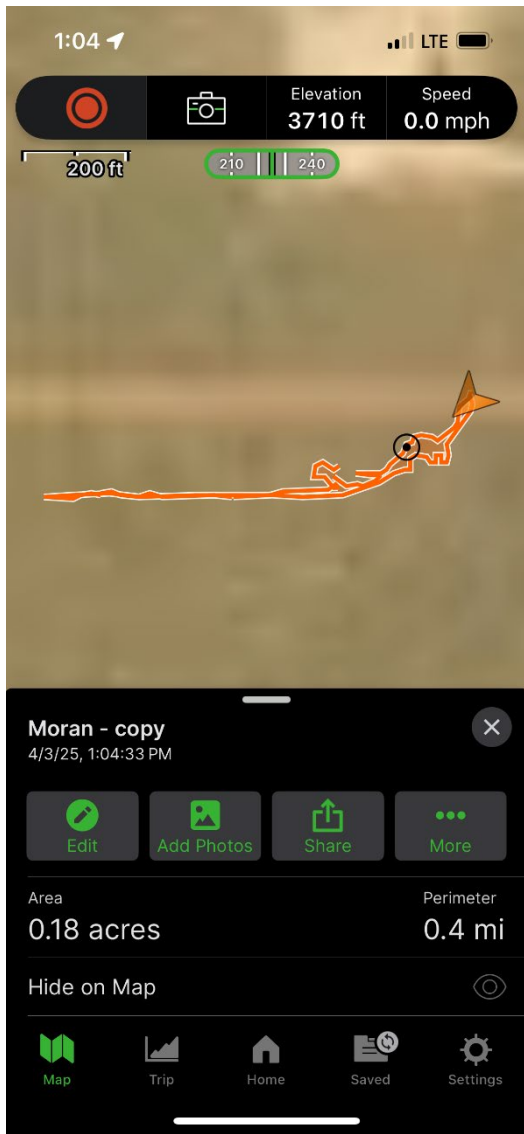 1:04 LTE
Elevation Speed
3710 ft 0.0 mph
200 ft 210 240
Moran - copy
4/3/25, 1:04:33 PM
Edit Add Photos Share More
Area Perimeter
0.18 acres 0.4 mi
Hide on Map
Map Trip Home Saved Settings